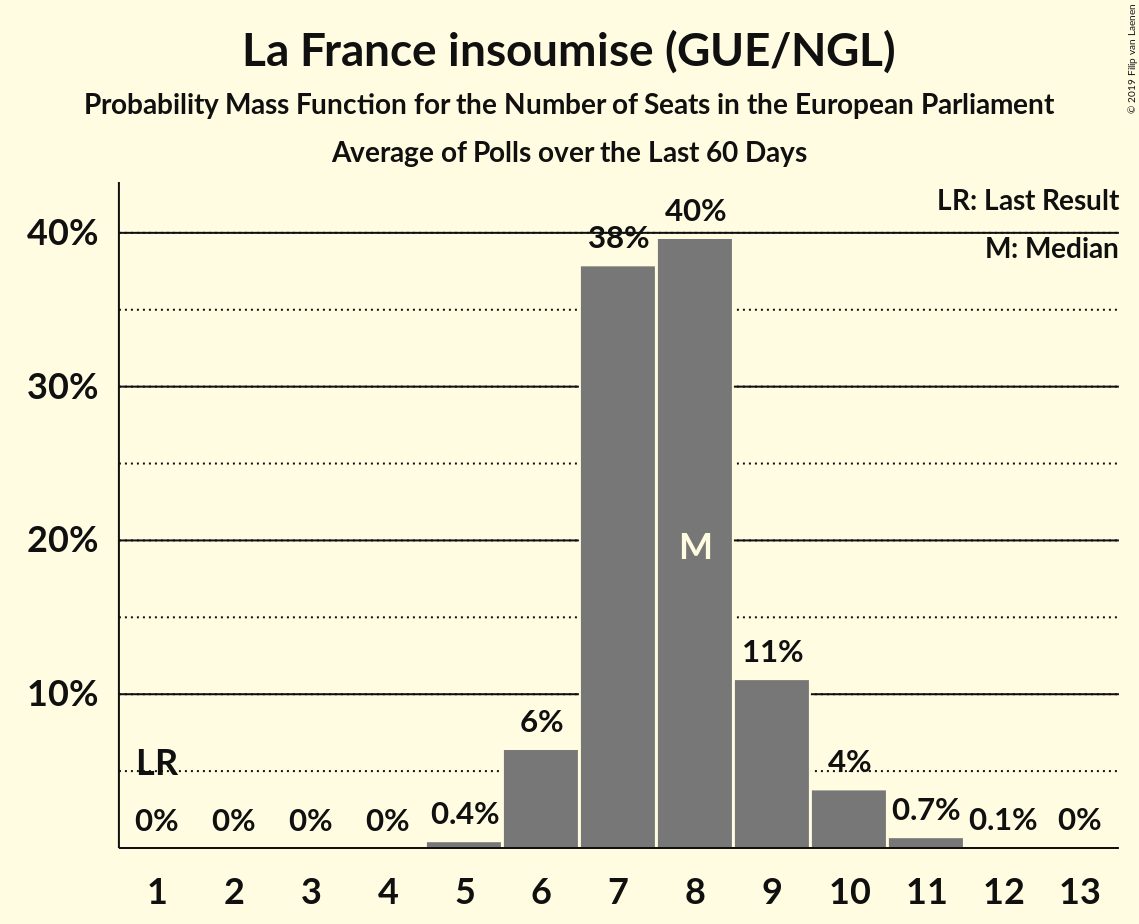 La France insoumise (GUE/NGL)
Probability Mass Function for the Number of Seats in the European Parliament
Average of Polls over the Last 60 Days
© 2019 Filip van Laenen
LR: Last Result
M: Median
40%
30%
20%
10%
LR
0%
0%
0%
0%
0.4%
6%
38%
40%
M
11%
4%
0.7%
0.1%
0%
1 2 3 4 5 6 7 8 9 10 11 12 13